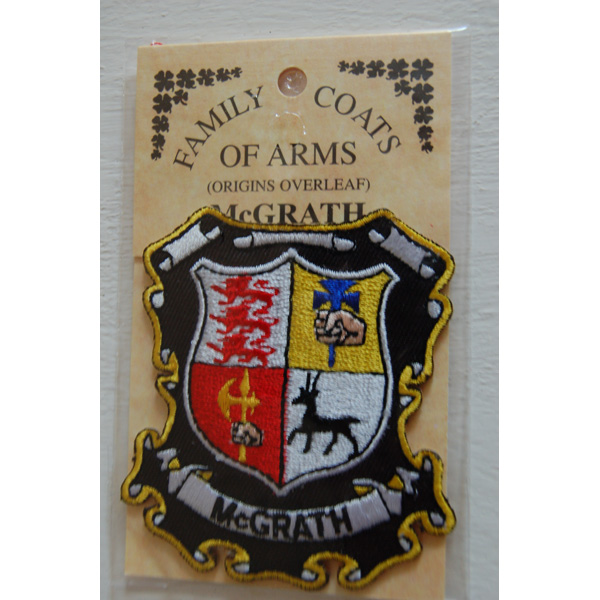 FAMILY COATS
OF ARMS
(ORIGINS OVERLEAF)
McGRATH
McGRATH